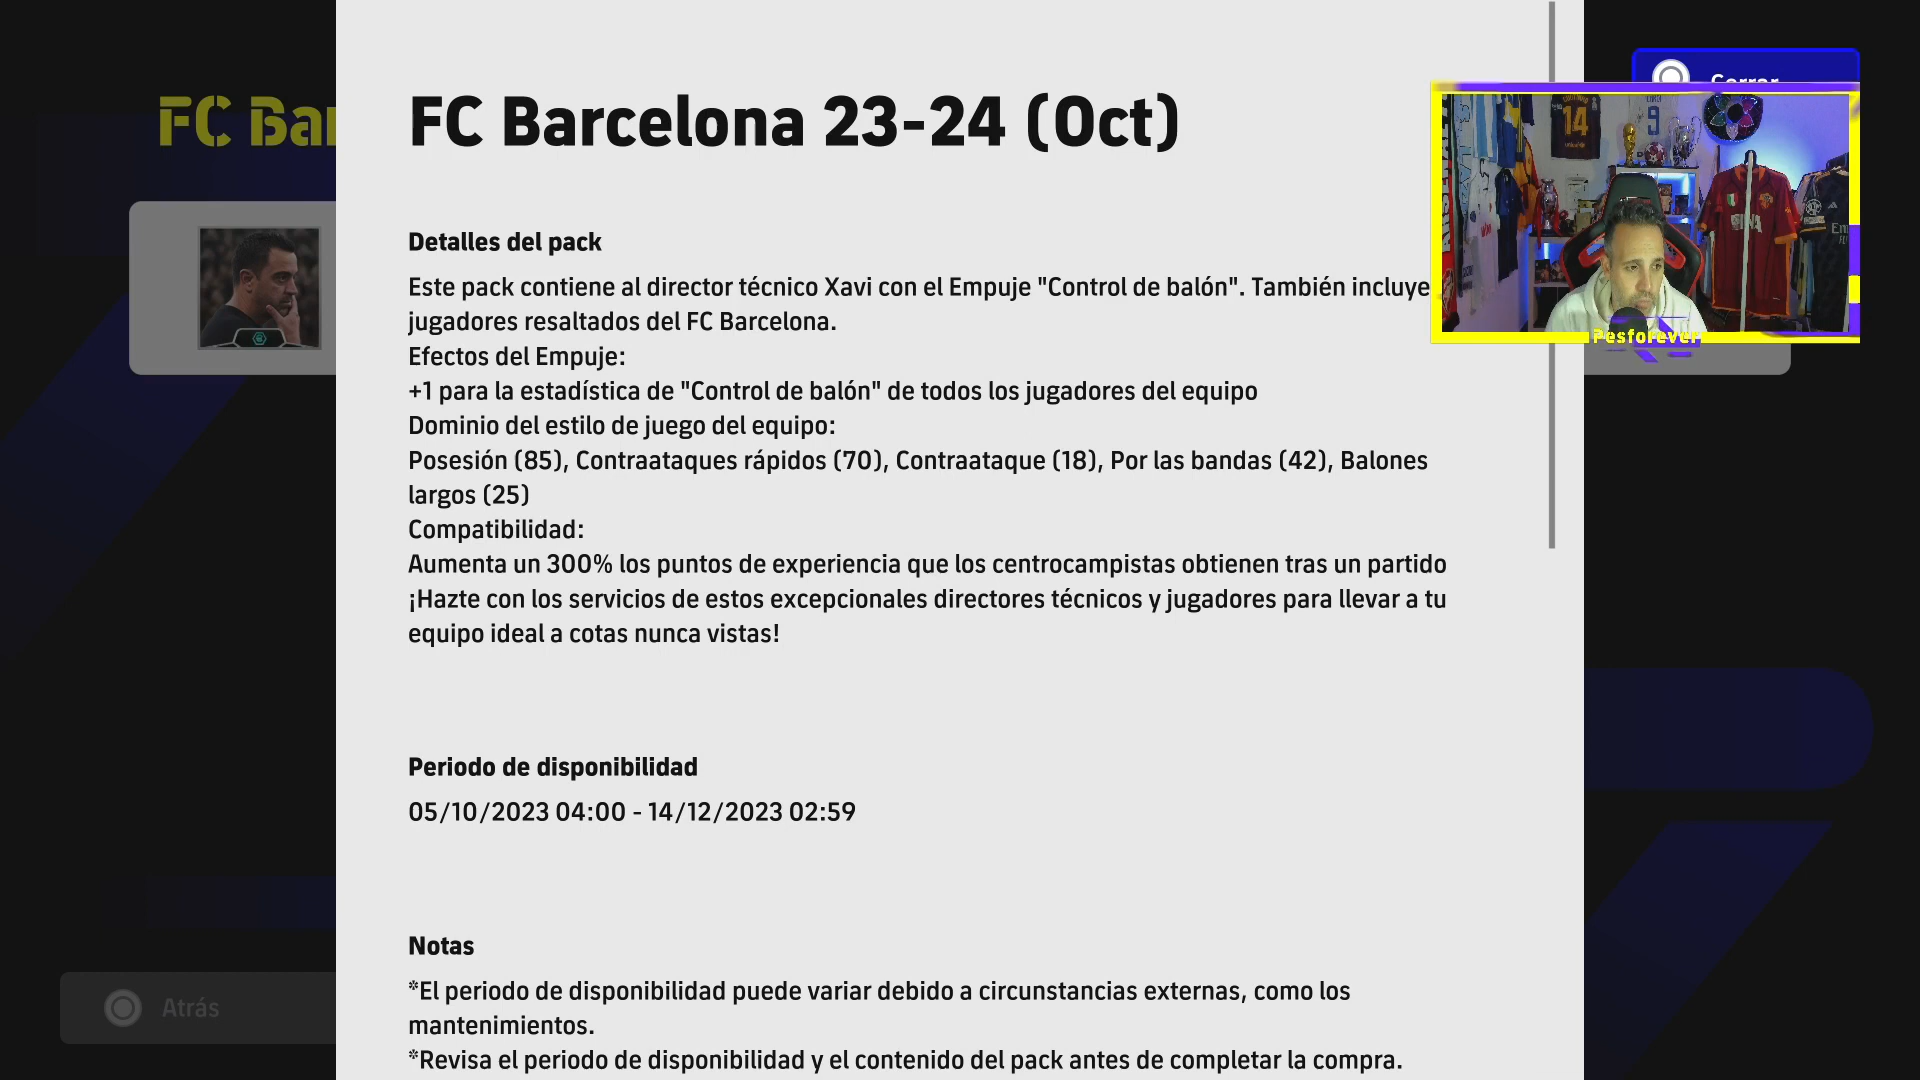 FC Bar
FC Barcelona 23-24 (Oct)
Cerrar
14
9
Detalles del pack
Este pack contiene al director técnico Xavi con el Empuje "Control de balón". También incluye
jugadores resaltados del FC Barcelona.
Pesforever
Efectos del Empuje:
+1 para la estadística de "Control de balón" de todos los jugadores del equipo
Dominio del estilo de juego del equipo:
Posesión (85), Contraataques rápidos (70), Contraataque (18), Por las bandas (42), Balones
largos (25)
Compatibilidad:
Aumenta un 300% los puntos de experiencia que los centrocampistas obtienen tras un partido
¡Hazte con los servicios de estos excepcionales directores técnicos y jugadores para llevar a tu
equipo ideal a cotas nunca vistas!
Periodo de disponibilidad
05/10/2023 04:00 - 14/12/2023 02:59
Notas
*El periodo de disponibilidad puede variar debido a circunstancias externas, como los
mantenimientos.
*Revisa el periodo de disponibilidad y el contenido del pack antes de completar la compra.
Atrás